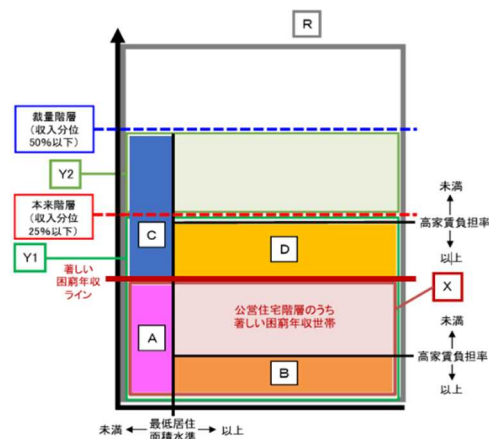 R
裁量階層
（収入分位
50%以下）
Y2
未満
本来階層
（収入分位
25%以下）
高家賃負担率
C
D
以上
Y1
著しい
困窮年収
ライン
X
公営住宅階層のうち
著しい困窮年収世帯
未満
A
高家賃負担率
B
以上
未満
最低居住
面積水準
以上